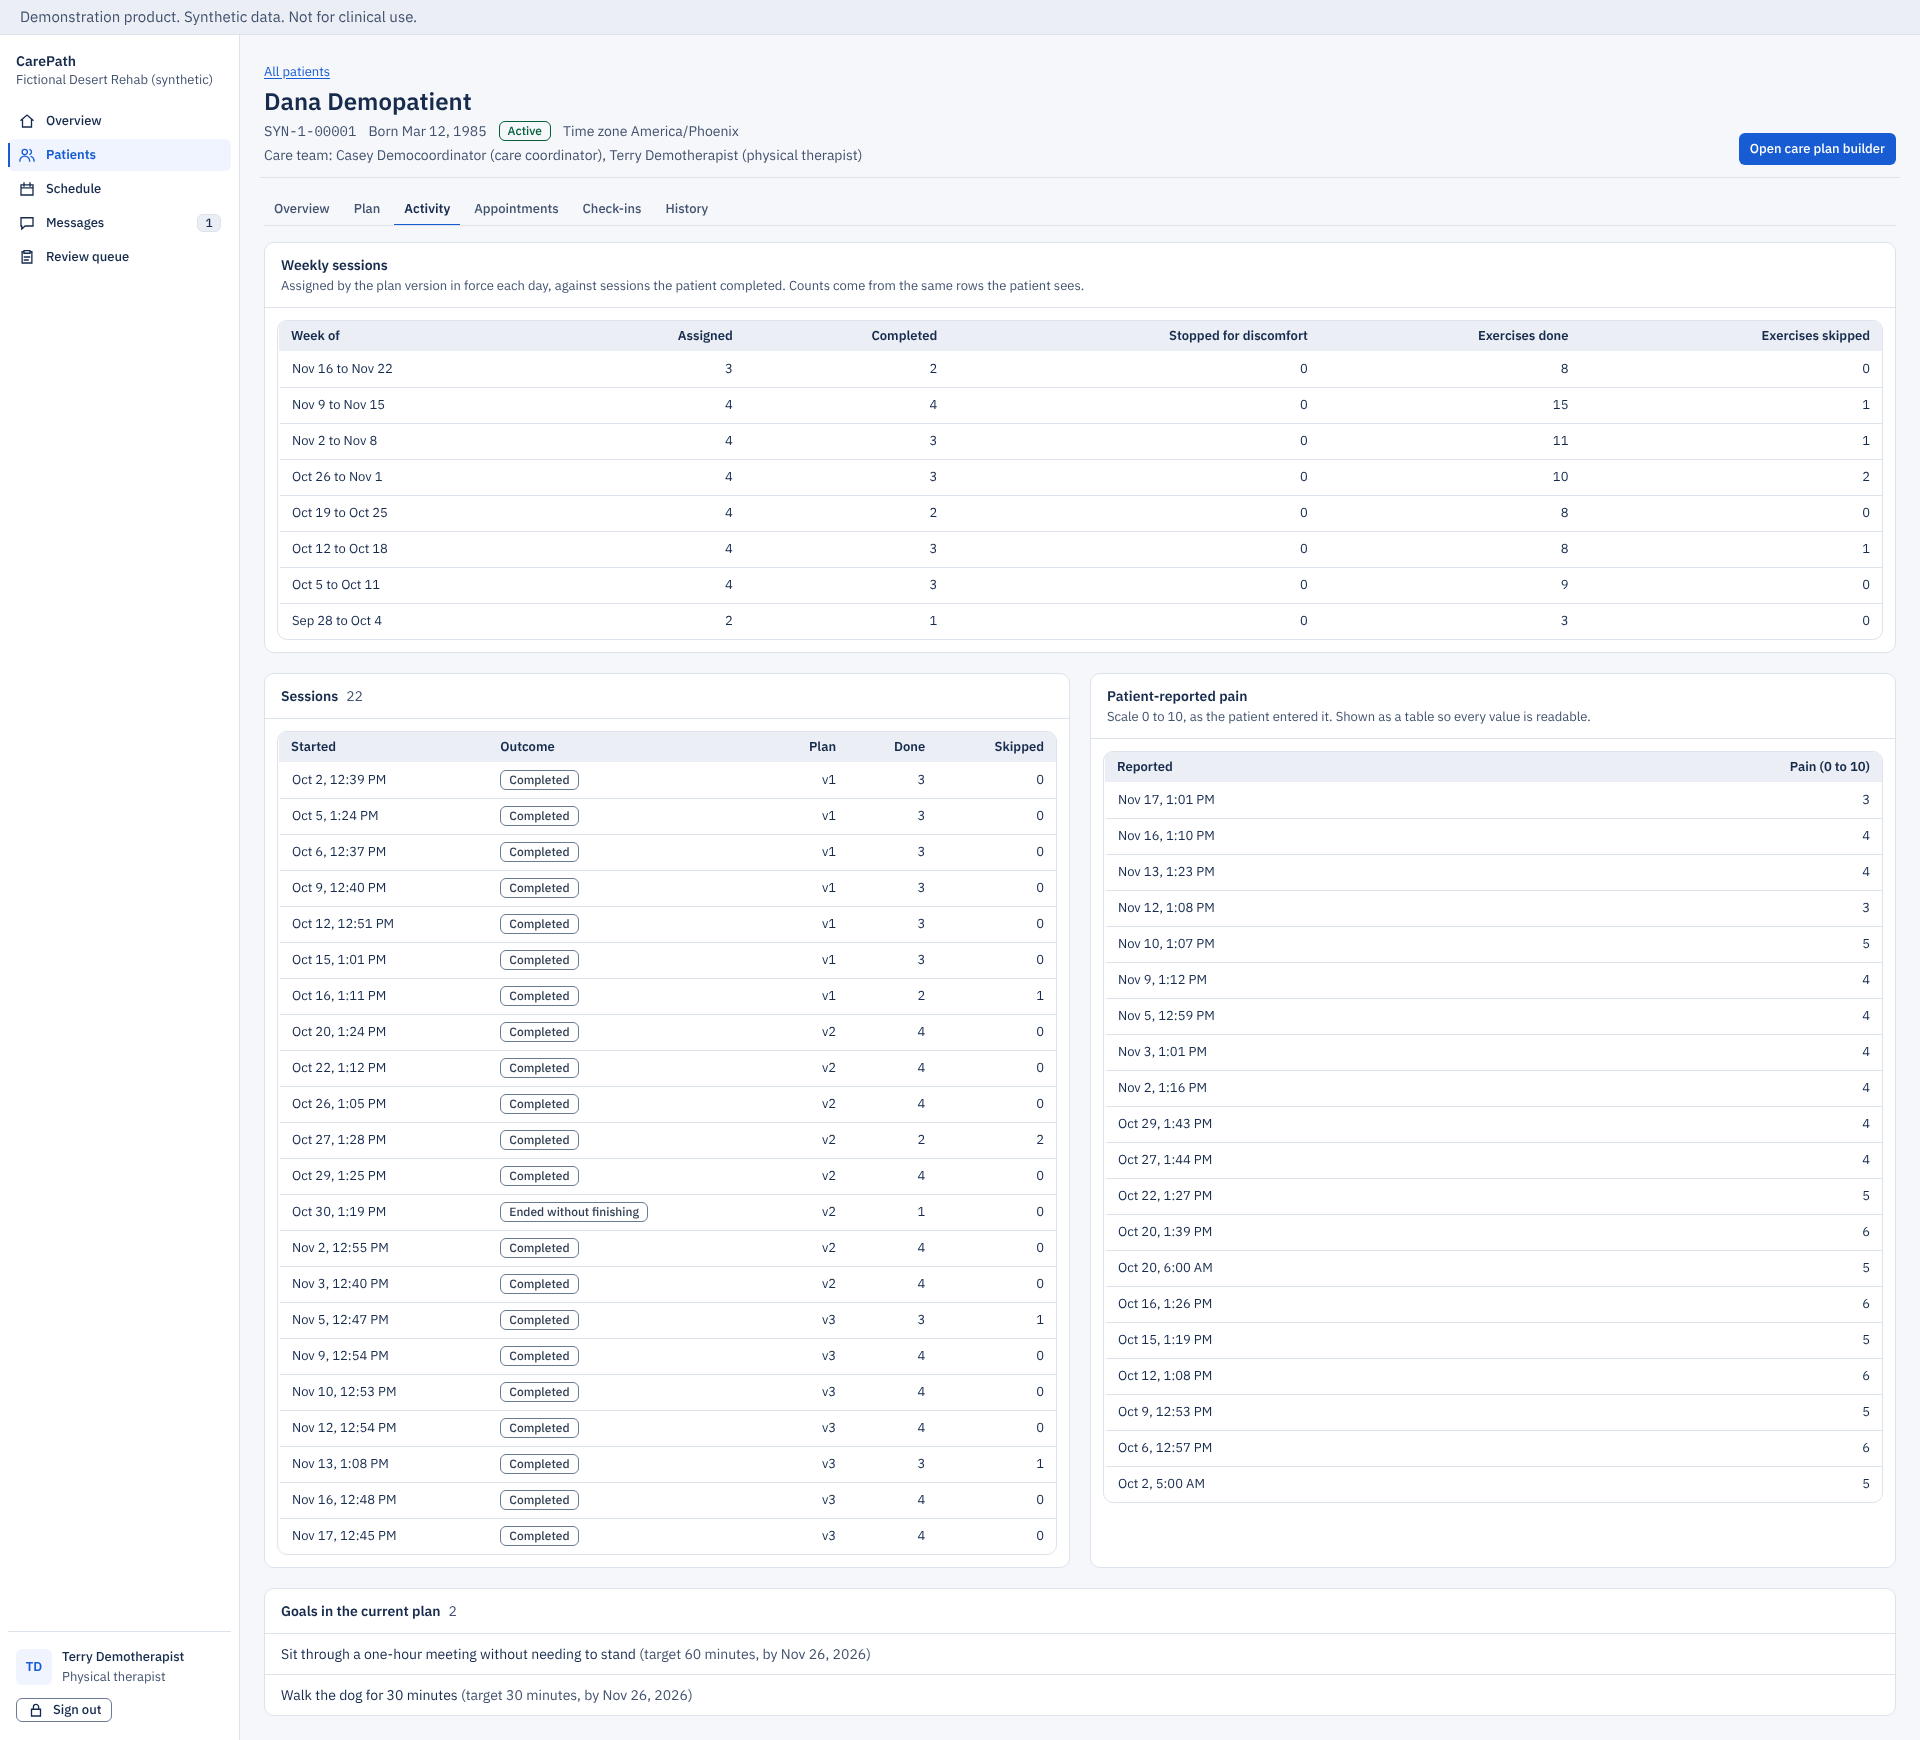 Demonstration product. Synthetic data. Not for clinical use.
CarePath
Fictional Desert Rehab (synthetic)
Overview
Patients
Schedule
Messages 1
Review queue
All patients
Dana Demopatient
SYN-1-00001 Born Mar 12, 1985 Active Time zone America/Phoenix
Care team: Casey Democoordinator (care coordinator), Terry Demotherapist (physical therapist)
Open care plan builder
Overview Plan Activity Appointments Check-ins History
Weekly sessions
Assigned by the plan version in force each day, against sessions the patient completed. Counts come from the same rows the patient sees.
Week of Assigned Completed Stopped for discomfort Exercises done Exercises skipped
Nov 16 to Nov 22 3 2 0 8 0
Nov 9 to Nov 15 4 4 0 15 1
Nov 2 to Nov 8 4 3 0 11 1
Oct 26 to Nov 1 4 3 0 10 2
Oct 19 to Oct 25 4 2 0 8 0
Oct 12 to Oct 18 4 3 0 8 1
Oct 5 to Oct 11 4 3 0 9 0
Sep 28 to Oct 4 2 1 0 3 0
Sessions 22
Started Outcome Plan Done Skipped
Oct 2, 12:39 PM Completed v1 3 0
Oct 5, 1:24 PM Completed v1 3 0
Oct 6, 12:37 PM Completed v1 3 0
Oct 9, 12:40 PM Completed v1 3 0
Oct 12, 12:51 PM Completed v1 3 0
Oct 15, 1:01 PM Completed v1 3 0
Oct 16, 1:11 PM Completed v1 2 1
Oct 20, 1:24 PM Completed v2 4 0
Oct 22, 1:12 PM Completed v2 4 0
Oct 26, 1:05 PM Completed v2 4 0
Oct 27, 1:28 PM Completed v2 2 2
Oct 29, 1:25 PM Completed v2 4 0
Oct 30, 1:19 PM Ended without finishing v2 1 0
Nov 2, 12:55 PM Completed v2 4 0
Nov 3, 12:40 PM Completed v2 4 0
Nov 5, 12:47 PM Completed v3 3 1
Nov 9, 12:54 PM Completed v3 4 0
Nov 10, 12:53 PM Completed v3 4 0
Nov 12, 12:54 PM Completed v3 4 0
Nov 13, 1:08 PM Completed v3 3 1
Nov 16, 12:48 PM Completed v3 4 0
Nov 17, 12:45 PM Completed v3 4 0
Patient-reported pain
Scale 0 to 10, as the patient entered it. Shown as a table so every value is readable.
Reported Pain (0 to 10)
Nov 17, 1:01 PM 3
Nov 16, 1:10 PM 4
Nov 13, 1:23 PM 4
Nov 12, 1:08 PM 3
Nov 10, 1:07 PM 5
Nov 9, 1:12 PM 4
Nov 5, 12:59 PM 4
Nov 3, 1:01 PM 4
Nov 2, 1:16 PM 4
Oct 29, 1:43 PM 4
Oct 27, 1:44 PM 4
Oct 22, 1:27 PM 5
Oct 20, 1:39 PM 6
Oct 20, 6:00 AM 5
Oct 16, 1:26 PM 6
Oct 15, 1:19 PM 5
Oct 12, 1:08 PM 6
Oct 9, 12:53 PM 5
Oct 6, 12:57 PM 6
Oct 2, 5:00 AM 5
Goals in the current plan 2
Sit through a one-hour meeting without needing to stand (target 60 minutes, by Nov 26, 2026)
Walk the dog for 30 minutes (target 30 minutes, by Nov 26, 2026)
TD
Terry Demotherapist
Physical therapist
Sign out